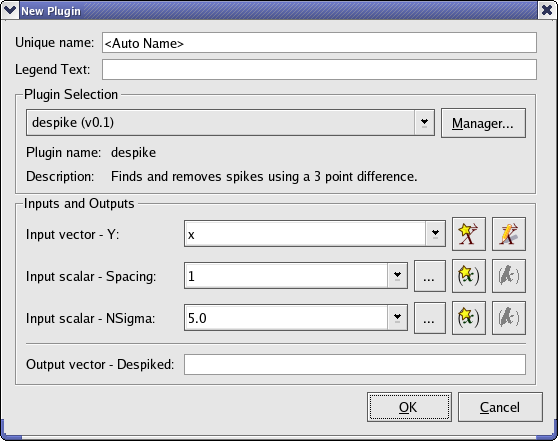 New Plugin
Unique name: <Auto Name>
Legend Text:
Plugin Selection
despike (v0.1) Manager...
Plugin name: despike
Description: Finds and removes spikes using a 3 point difference.
Inputs and Outputs
Input vector - Y: x
Input scalar - Spacing: 1 ...
Input scalar - NSigma: 5.0 ...
Output vector - Despiked:
OK Cancel